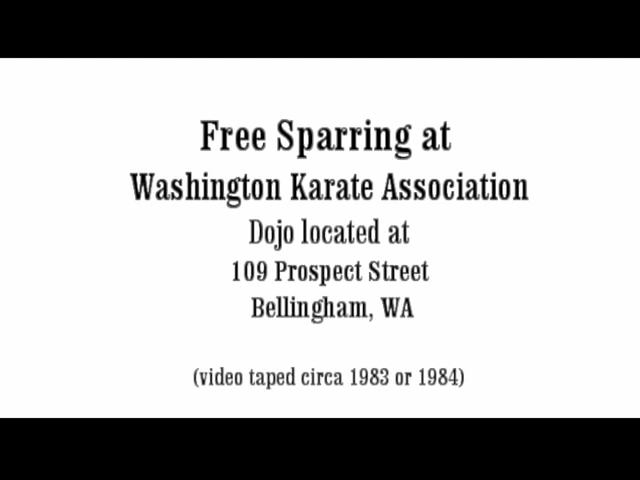 Free Sparring at
Washington Karate Association
Dojo located at
109 Prospect Street
Bellingham, WA
(video taped circa 1983 or 1984)